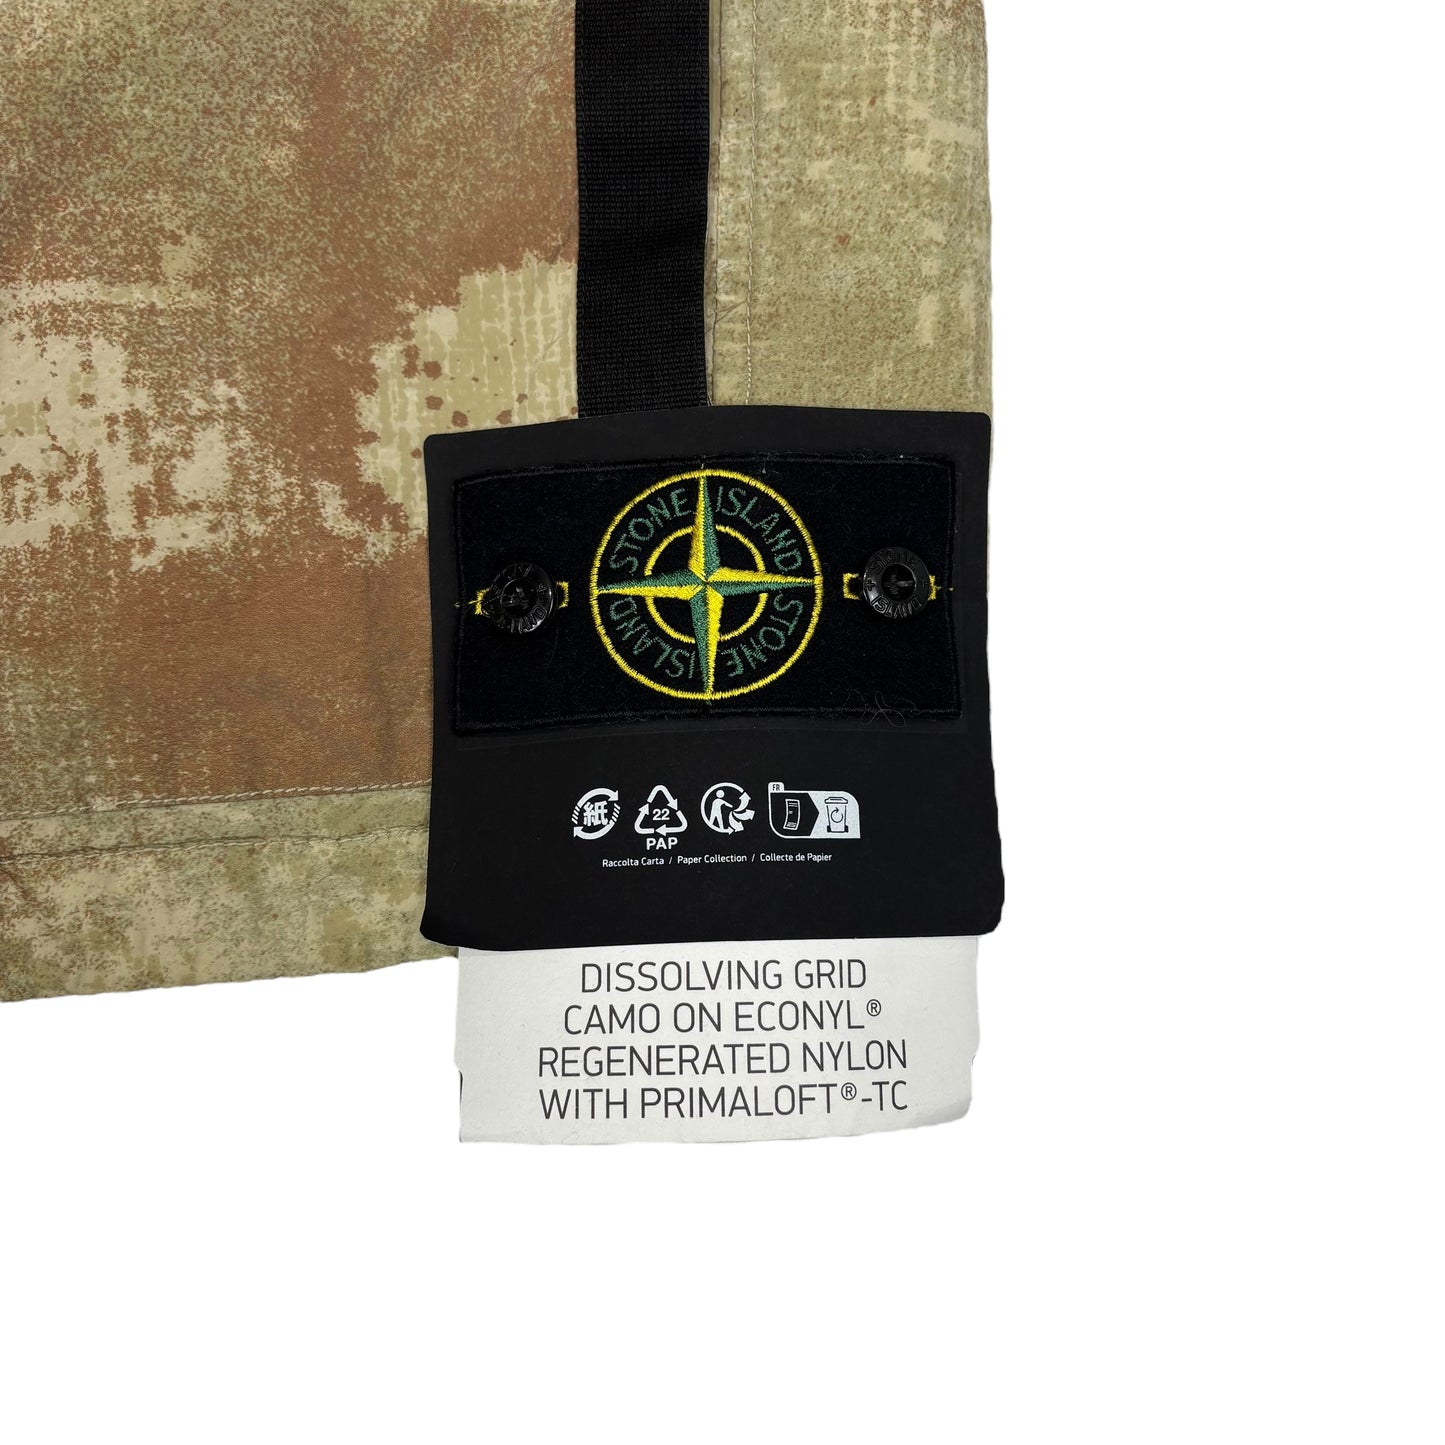 STONE ISLAND
STONE ISLAND
紙
22
PAP
FR
Raccolta Carta / Paper Collection / Collecte de Papier
DISSOLVING GRID
CAMO ON ECONYL®
REGENERATED NYLON
WITH PRIMALOFT®-TC